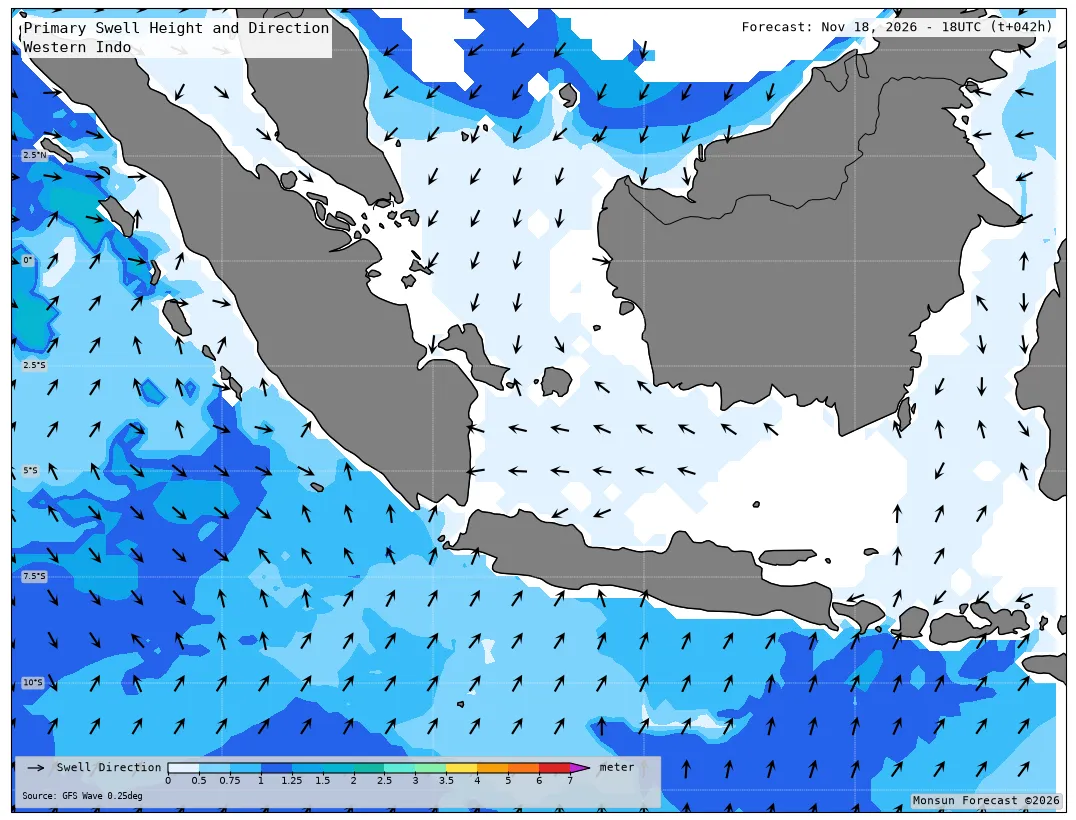 Primary Swell Height and Direction
Western Indo
Forecast: Nov 18, 2026 - 18UTC (t+042h)
2.5°N
0°
2.5°S
5°S
7.5°S
10°S
Swell Direction
0 0.5 0.75 1 1.25 1.5 2 2.5 3 3.5 4 5 6 7
meter
Source: GFS Wave 0.25deg
Monsun Forecast ©2026